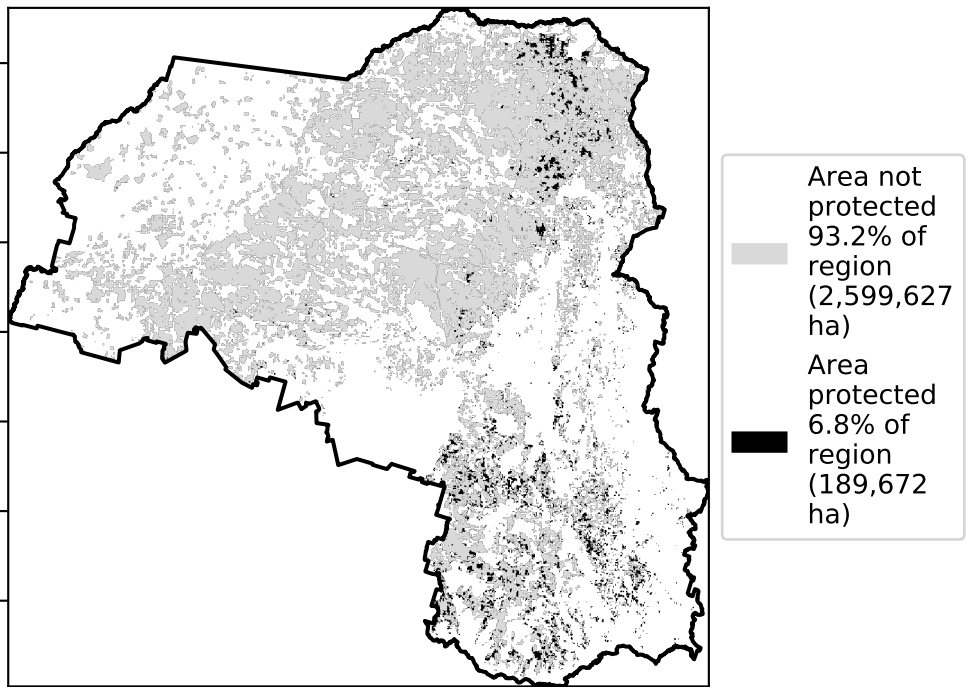 Area not
protected
93.2% of
region
(2,599,627
ha)
Area
protected
6.8% of
region
(189,672
ha)